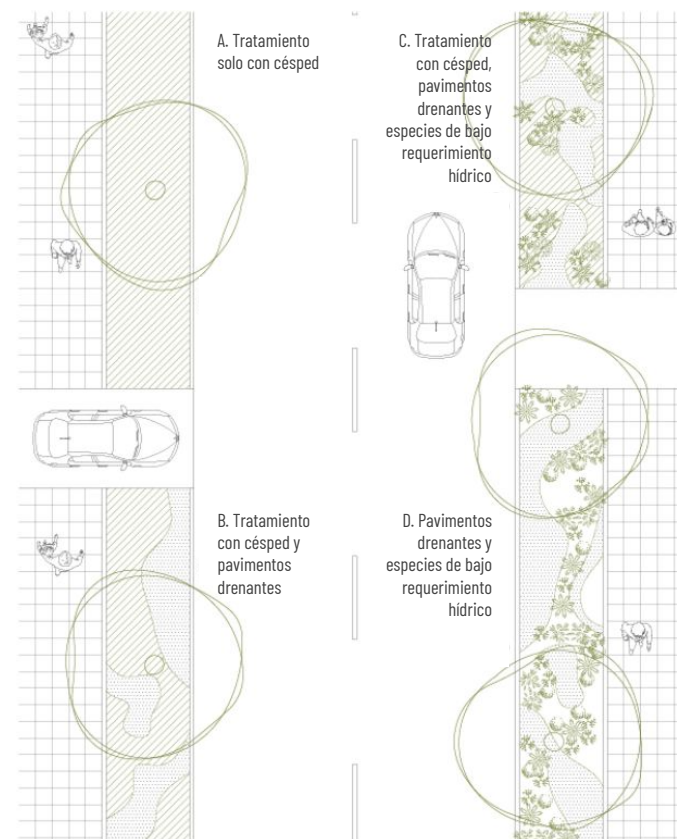 A. Tratamiento
solo con césped
C. Tratamiento
con césped,
pavimentos
drenantes y
especies de bajo
requerimiento
hídrico
B. Tratamiento
con césped y
pavimentos
drenantes
D. Pavimentos
drenantes y
especies de bajo
requerimiento
hídrico